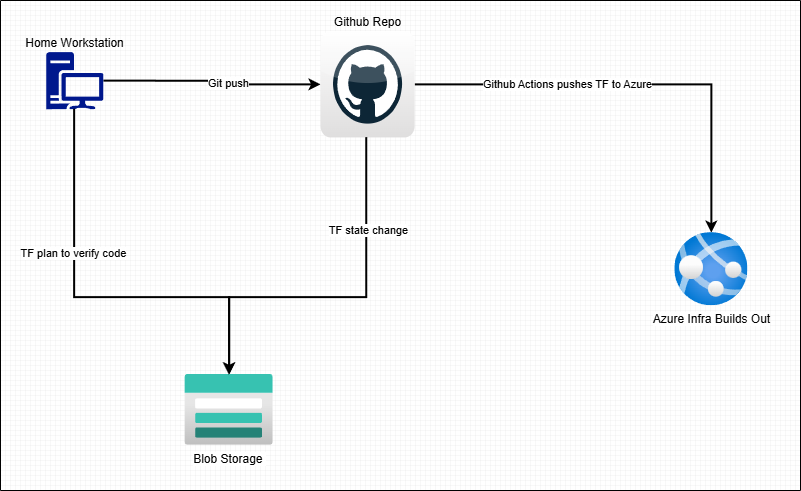 Github Repo
Home Workstation
Git push
Github Actions pushes TF to Azure
TF state change
TF plan to verify code
Azure Infra Builds Out
Blob Storage